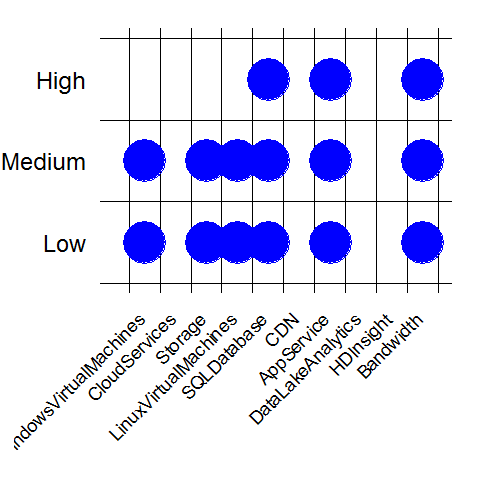 High
Medium
Low
ndowsVirtualMachines
CloudServices
Storage
LinuxVirtualMachines
SQLDatabase
CDN
AppService
DataLakeAnalytics
HDInsight
Bandwidth